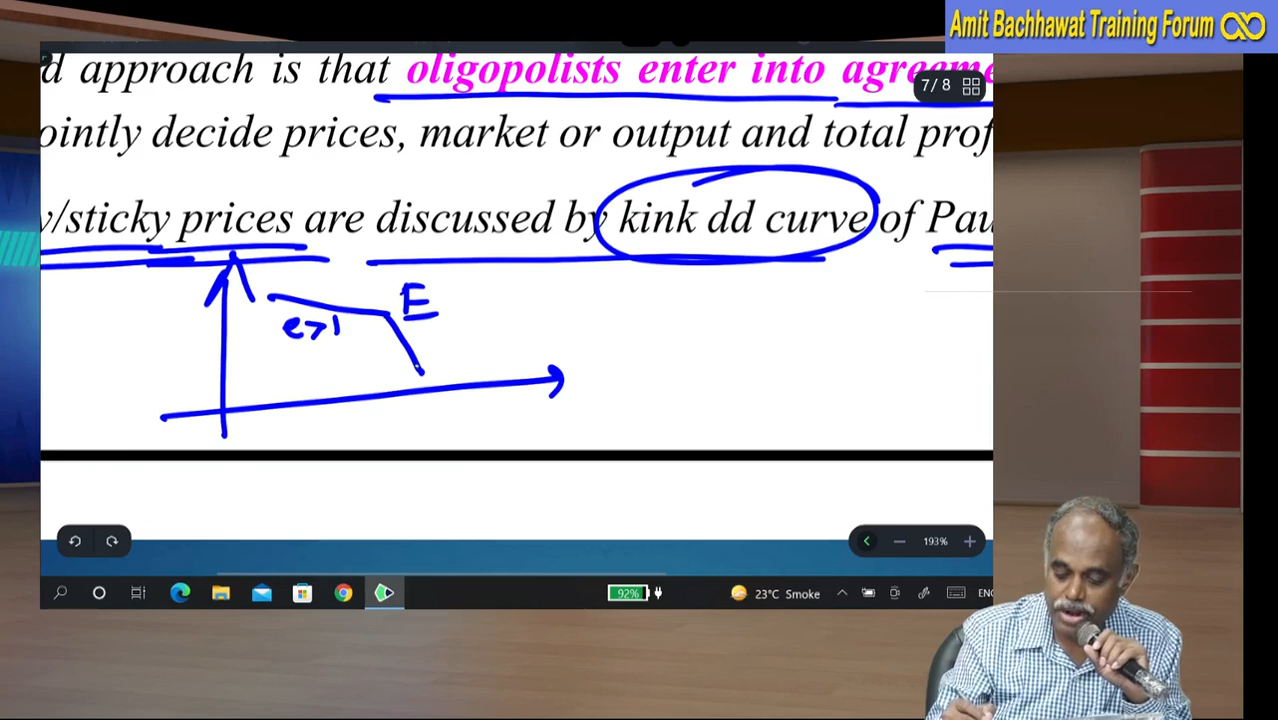 Amit Bachhawat Training Forum
d approach is that oligopolists enter into agreeme
7/8
ointly decide prices, market or output and total prof
y/sticky prices are discussed by kink dd curve of Pau
E
e>1
193%
92%
23°C Smoke
ENG